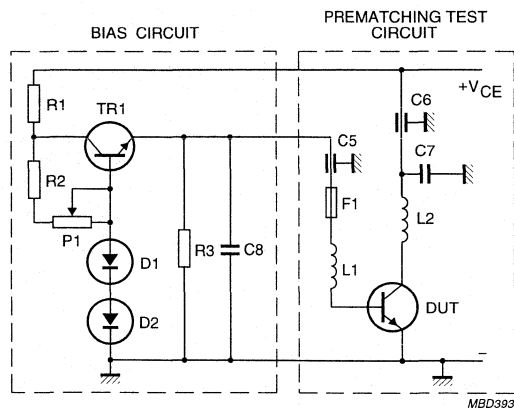 PREMATCHING TEST
CIRCUIT
BIAS CIRCUIT
+VCE
R1
TR1
C6
C5
C7
R2
F1
P1
L2
D1
R3
C8
L1
D2
DUT
–
MBD393